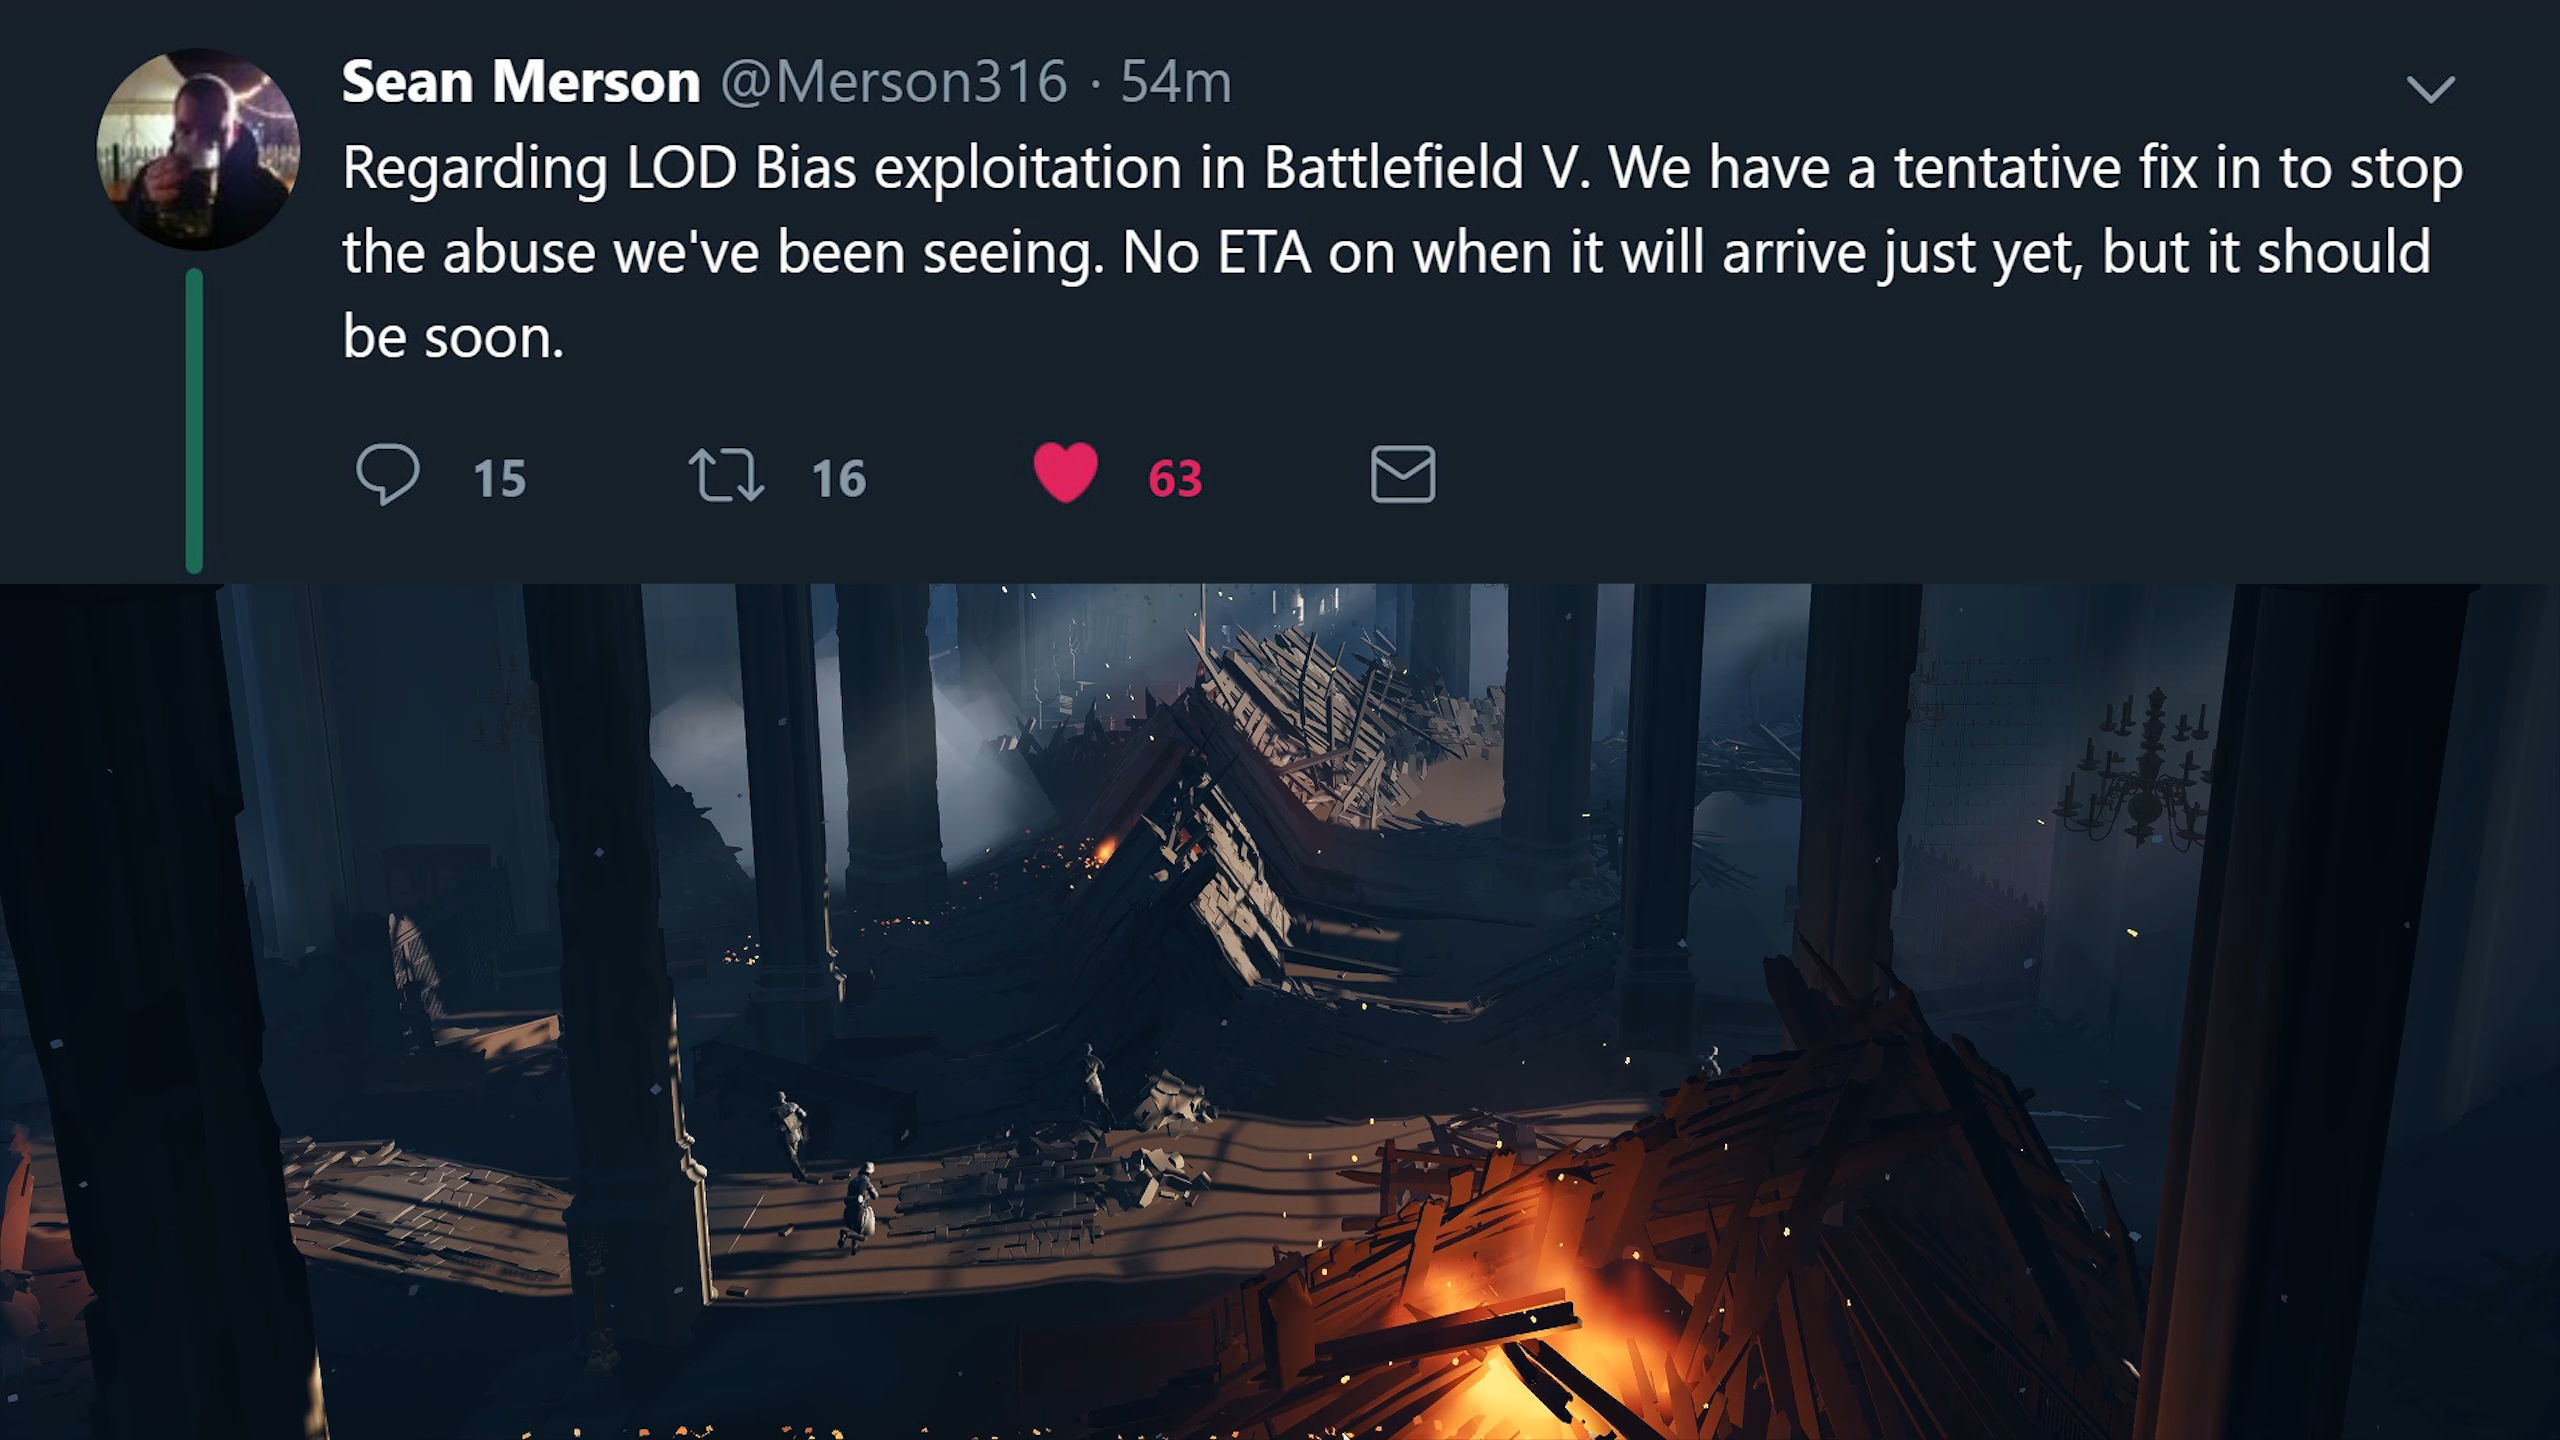 Sean Merson @Merson316 · 54m
Regarding LOD Bias exploitation in Battlefield V. We have a tentative fix in to stop
the abuse we've been seeing. No ETA on when it will arrive just yet, but it should
be soon.
15 16 63